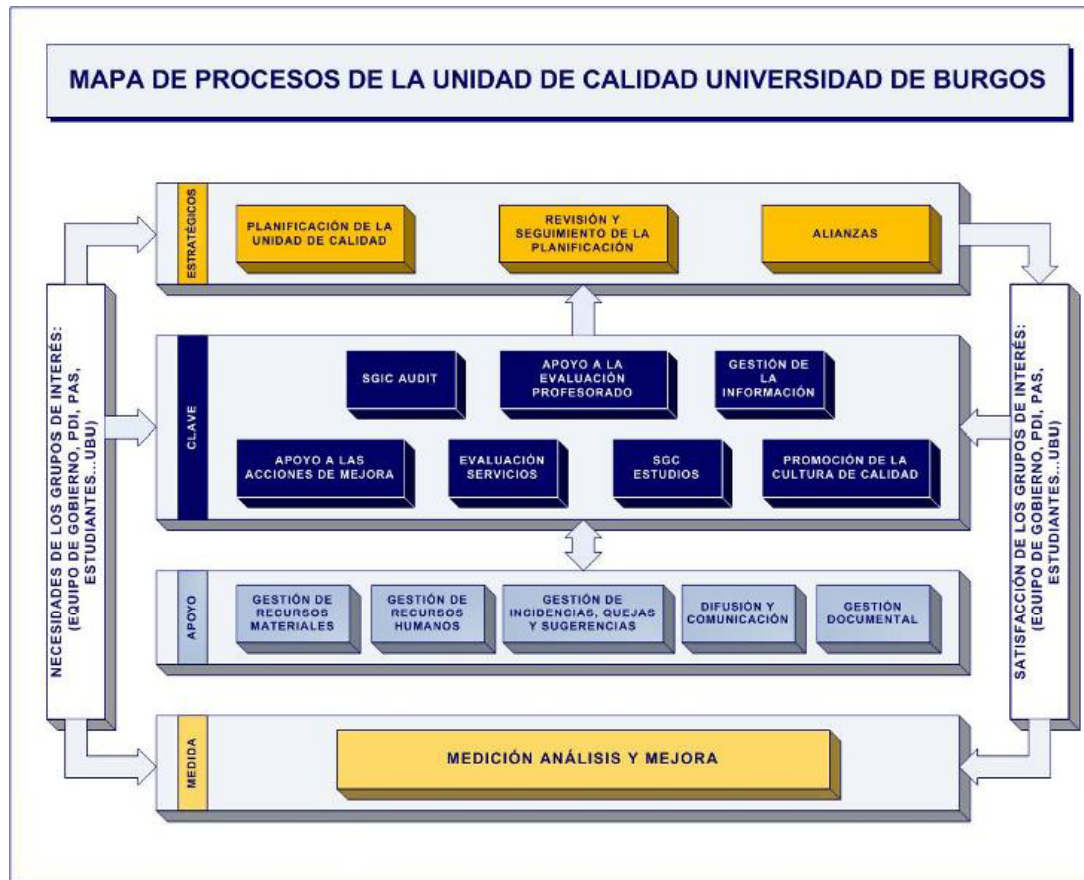 MAPA DE PROCESOS DE LA UNIDAD DE CALIDAD UNIVERSIDAD DE BURGOS
NECESIDADES DE LOS GRUPOS DE INTERÉS:
(EQUIPO DE GOBIERNO, PDI, PAS,
ESTUDIANTES...UBU)
ESTRATÉGICOS
PLANIFICACIÓN DE LA
UNIDAD DE CALIDAD
REVISIÓN Y
SEGUIMIENTO DE LA
PLANIFICACIÓN
ALIANZAS
CLAVE
SGIC AUDIT
APOYO A LA
EVALUACIÓN
PROFESORADO
GESTIÓN DE
LA
INFORMACIÓN
APOYO A LAS
ACCIONES DE MEJORA
EVALUACIÓN
SERVICIOS
SGC
ESTUDIOS
PROMOCIÓN DE LA
CULTURA DE CALIDAD
APOYO
GESTIÓN DE
RECURSOS
MATERIALES
GESTIÓN DE
RECURSOS
HUMANOS
GESTIÓN DE
INCIDENCIAS, QUEJAS
Y SUGERENCIAS
DIFUSIÓN Y
COMUNICACIÓN
GESTIÓN
DOCUMENTAL
MEDIDA
MEDICIÓN ANÁLISIS Y MEJORA
SATISFACCIÓN DE LOS GRUPOS DE INTERÉS:
(EQUIPO DE GOBIERNO, PDI, PAS,
ESTUDIANTES...UBU)